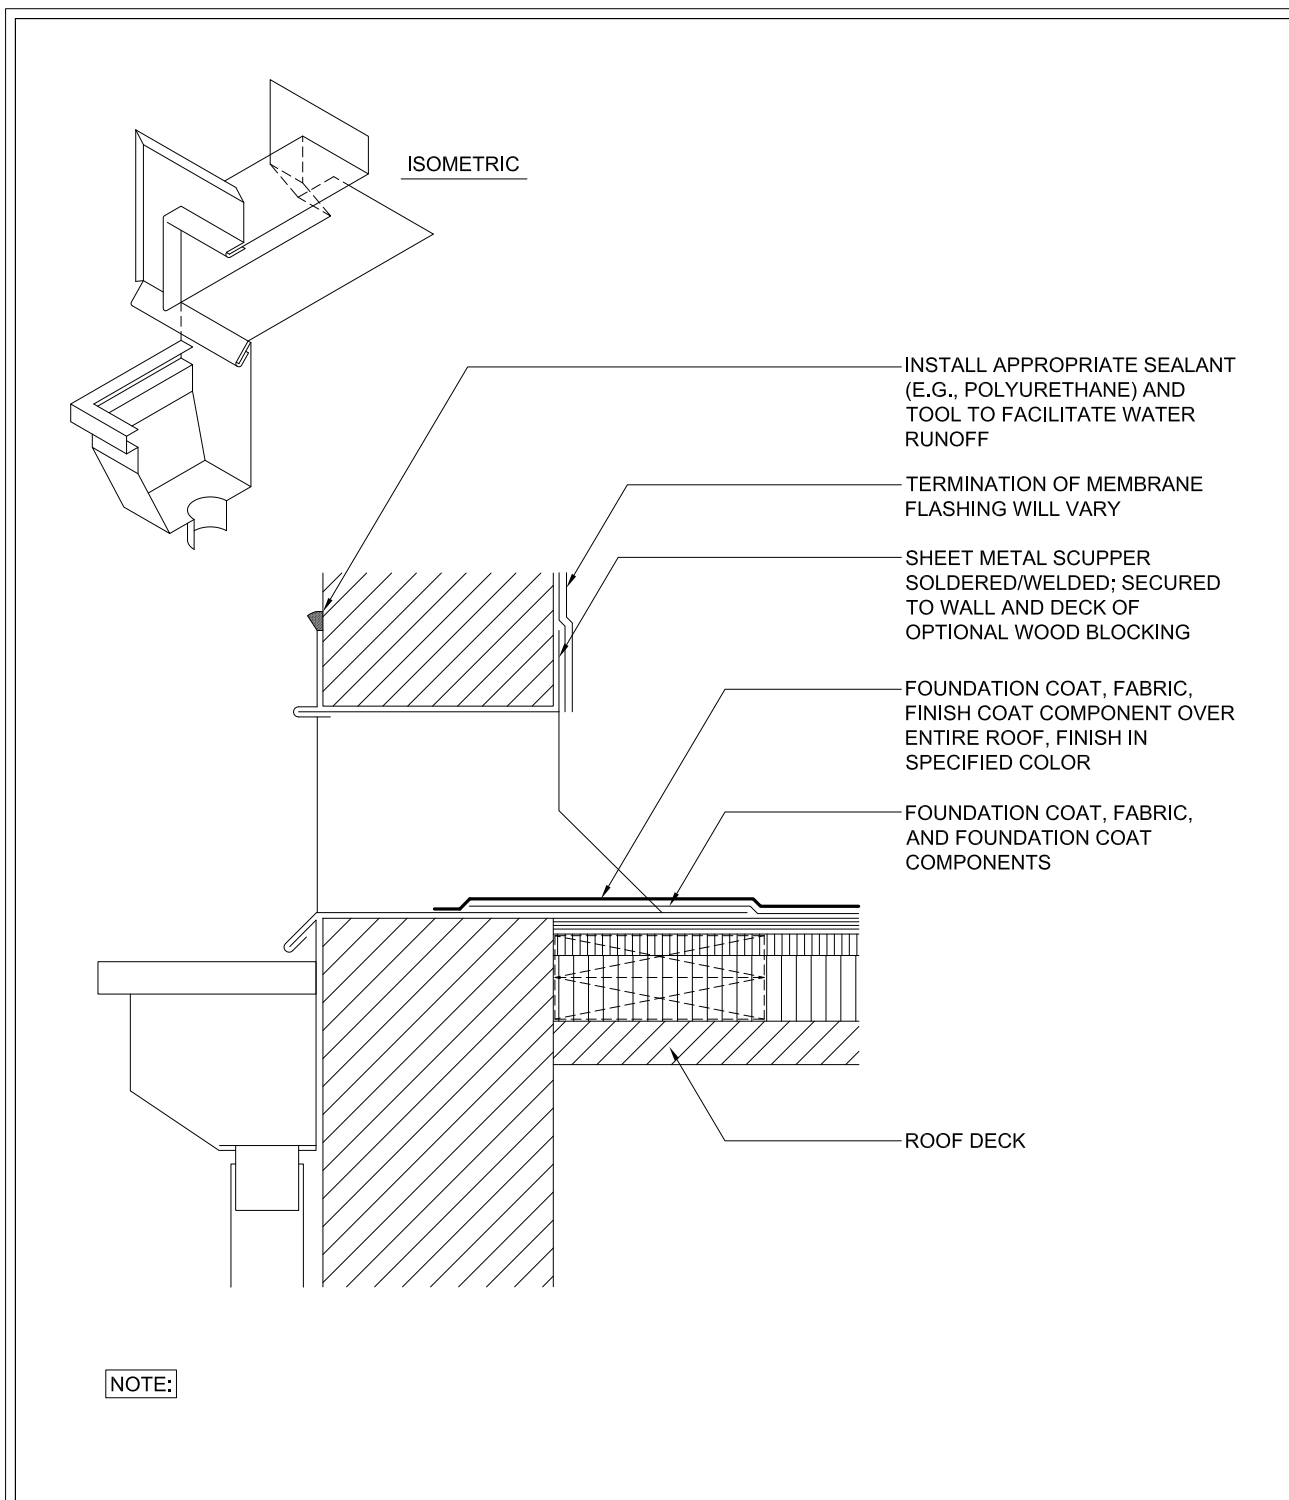 ISOMETRIC
INSTALL APPROPRIATE SEALANT
(E.G., POLYURETHANE) AND
TOOL TO FACILITATE WATER
RUNOFF
TERMINATION OF MEMBRANE
FLASHING WILL VARY
SHEET METAL SCUPPER
SOLDERED/WELDED; SECURED
TO WALL AND DECK OF
OPTIONAL WOOD BLOCKING
FOUNDATION COAT, FABRIC,
FINISH COAT COMPONENT OVER
ENTIRE ROOF, FINISH IN
SPECIFIED COLOR
FOUNDATION COAT, FABRIC,
AND FOUNDATION COAT
COMPONENTS
ROOF DECK
NOTE: